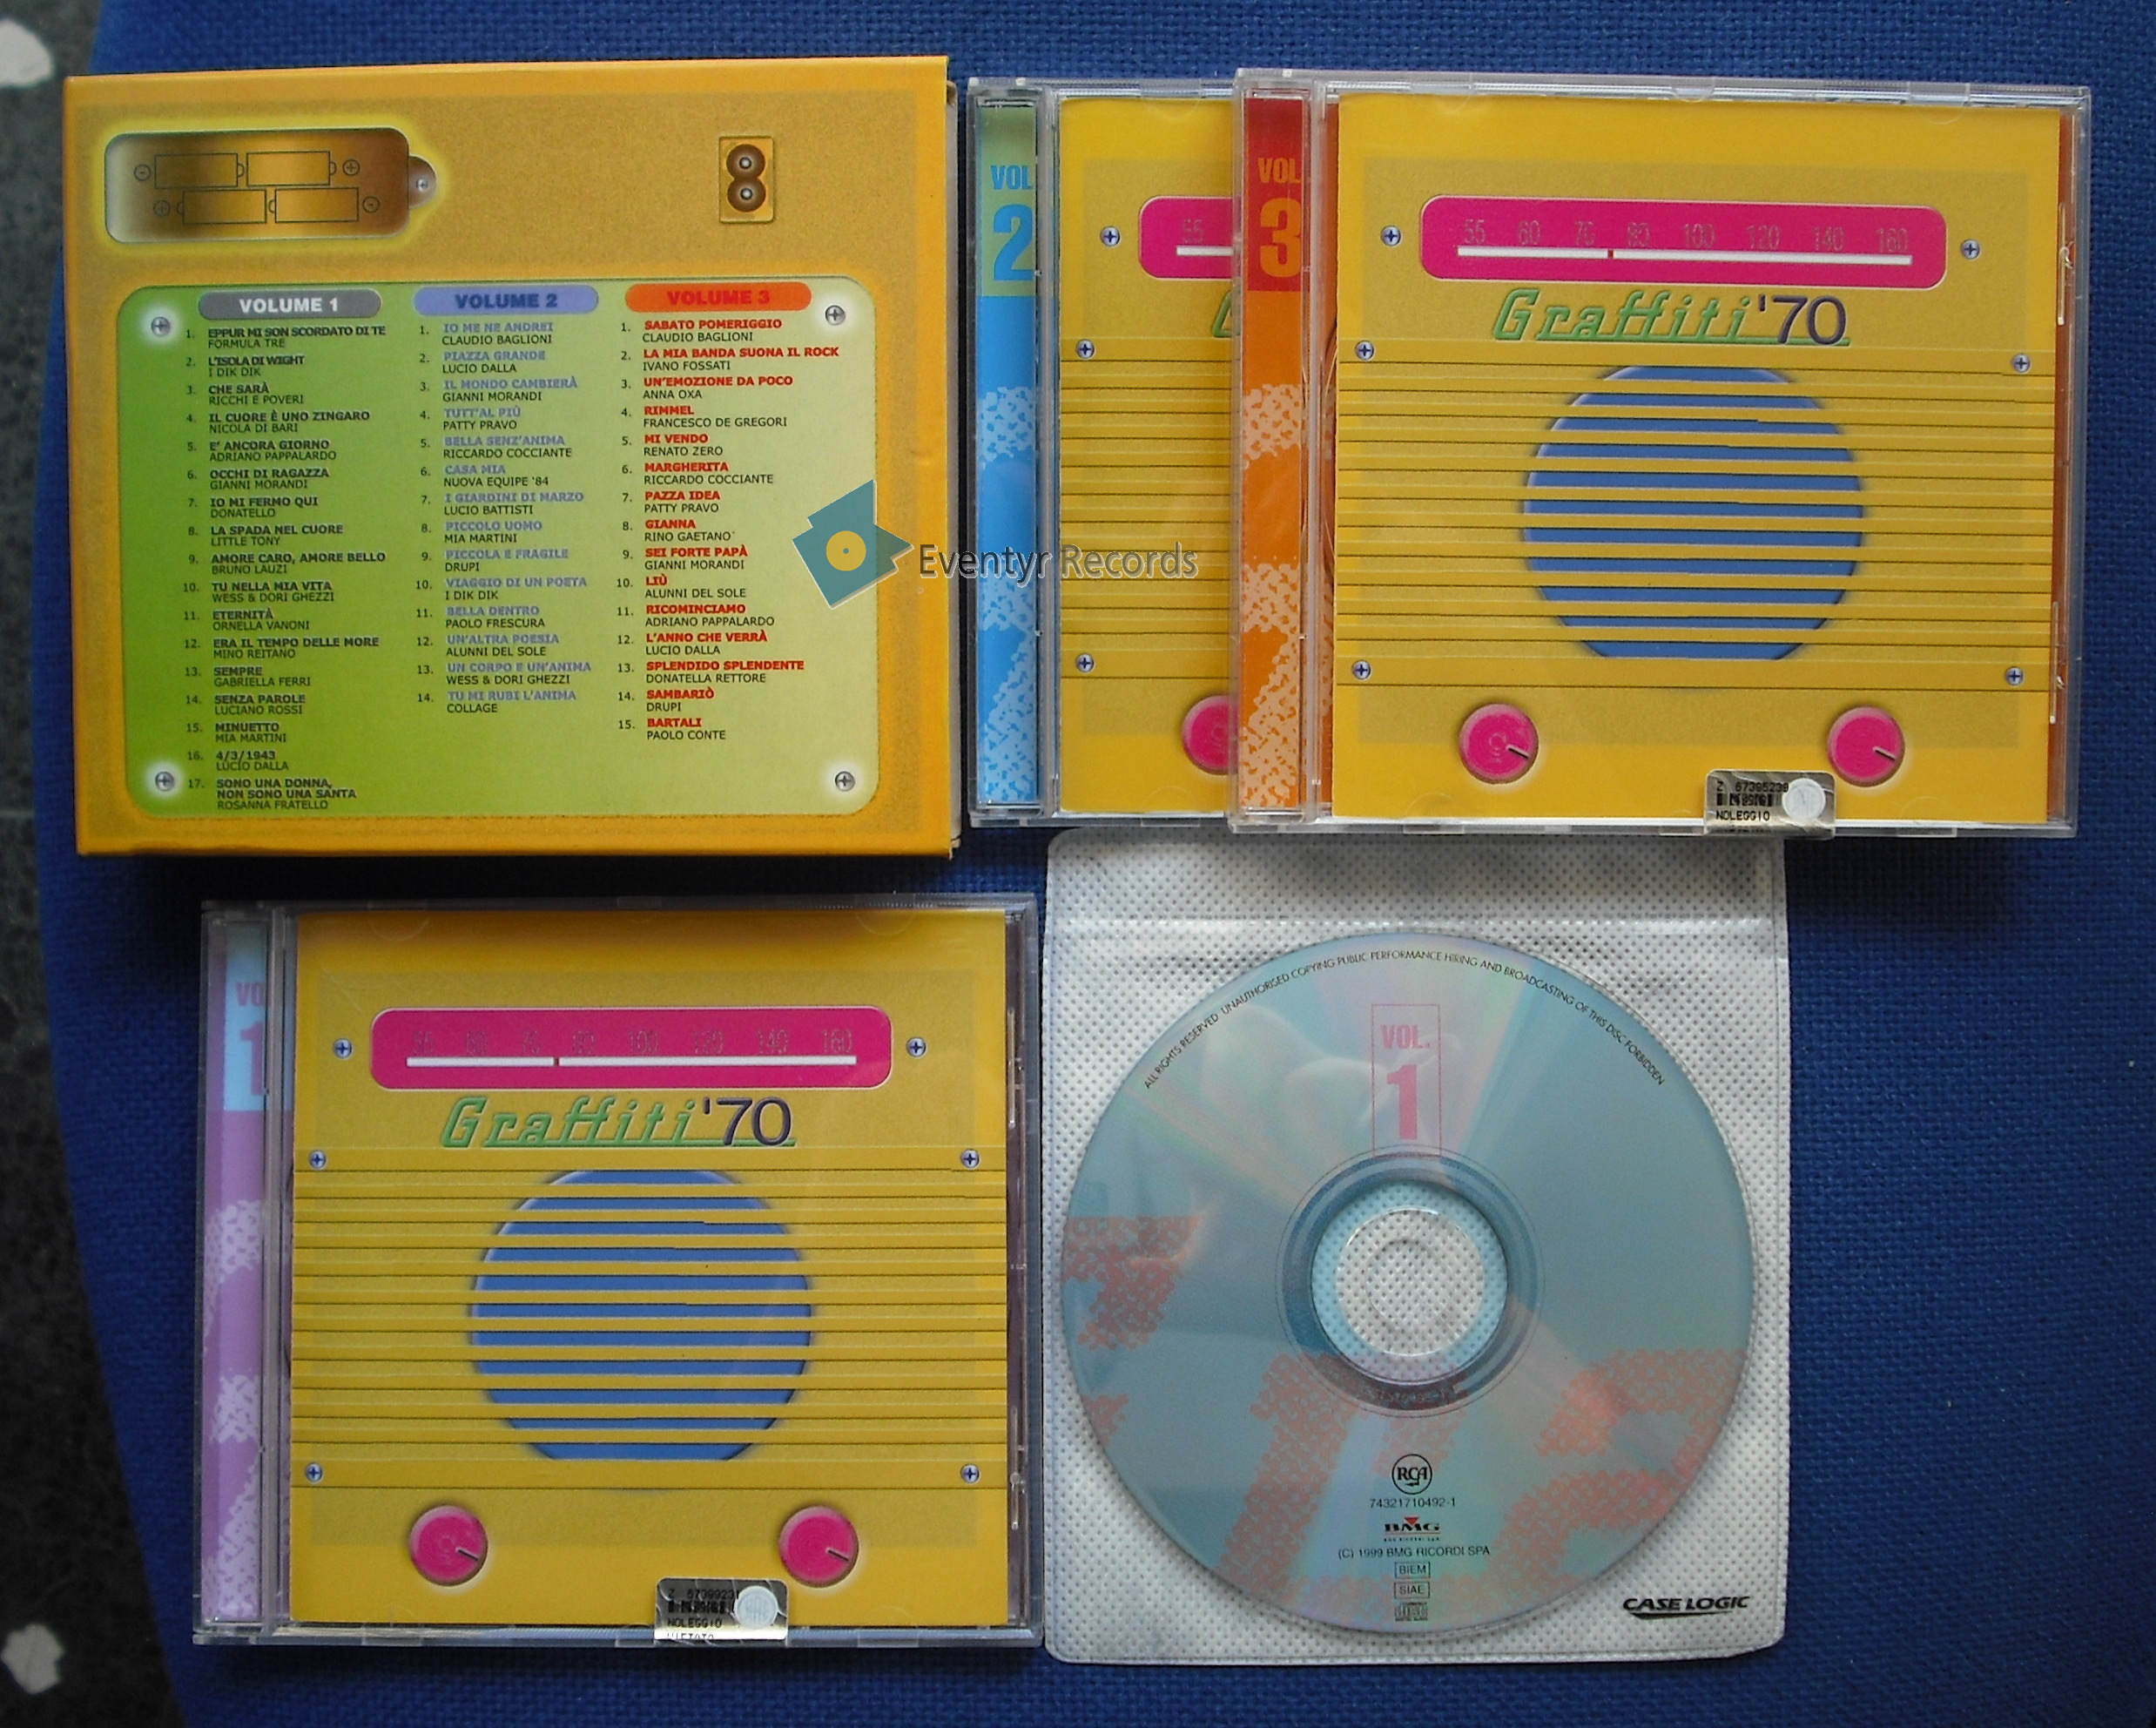 VOLUME 1
1. EPPUR MI SON SCORDATO DI TE
FORMULA TRE
2. L'ISOLA DI WIGHT
I DIK DIK
3. CHE SARÀ
RICCHI E POVERI
4. IL CUORE È UNO ZINGARO
NICOLA DI BARI
5. E' ANCORA GIORNO
ADRIANO PAPPALARDO
6. OCCHI DI RAGAZZA
GIANNI MORANDI
7. IO MI FERMO QUI
DONATELLO
8. LA SPADA NEL CUORE
LITTLE TONY
9. AMORE CARO, AMORE BELLO
BRUNO LAUZI
10. TU NELLA MIA VITA
WESS & DORI GHEZZI
11. ETERNITÀ
ORNELLA VANONI
12. ERA IL TEMPO DELLE MORE
MINO REITANO
13. SEMPRE
GABRIELLA FERRI
14. SENZA PAROLE
LUCIANO ROSSI
15. MINUETTO
MIA MARTINI
16. 4/3/1943
LUCIO DALLA
17. SONO UNA DONNA,
NON SONO UNA SANTA
ROSANNA FRATELLO
VOLUME 2
1. IO ME NE ANDREI
CLAUDIO BAGLIONI
2. PIAZZA GRANDE
LUCIO DALLA
3. IL MONDO CAMBIERÀ
GIANNI MORANDI
4. TUTT'AL PIÙ
PATTY PRAVO
5. BELLA SENZ'ANIMA
RICCARDO COCCIANTE
6. CASA MIA
NUOVA EQUIPE '84
7. I GIARDINI DI MARZO
LUCIO BATTISTI
8. PICCOLO UOMO
MIA MARTINI
9. PICCOLA E FRAGILE
DRUPI
10. VIAGGIO DI UN POETA
I DIK DIK
11. BELLA DENTRO
PAOLO FRESCURA
12. UN'ALTRA POESIA
ALUNNI DEL SOLE
13. UN CORPO E UN'ANIMA
WESS & DORI GHEZZI
14. TU MI RUBI L'ANIMA
COLLAGE
VOLUME 3
1. SABATO POMERIGGIO
CLAUDIO BAGLIONI
2. LA MIA BANDA SUONA IL ROCK
IVANO FOSSATI
3. UN'EMOZIONE DA POCO
ANNA OXA
4. RIMMEL
FRANCESCO DE GREGORI
5. MI VENDO
RENATO ZERO
6. MARGHERITA
RICCARDO COCCIANTE
7. PAZZA IDEA
PATTY PRAVO
8. GIANNA
RINO GAETANO
9. SEI FORTE PAPÀ
GIANNI MORANDI
10. LIÙ
ALUNNI DEL SOLE
11. RICOMINCIAMO
ADRIANO PAPPALARDO
12. L'ANNO CHE VERRÀ
LUCIO DALLA
13. SPLENDIDO SPLENDENTE
DONATELLA RETTORE
14. SAMBARIÒ
DRUPI
15. BARTALI
PAOLO CONTE
Eventyr Records
VOL
2
55
G
VOL
3
55 60 70 80 100 120 140 160
Graffiti '70
NOLEGGIO
VO
1
55 60 70 80 100 120 140 160
Graffiti '70
NOLEGGIO
ALL RIGHTS RESERVED UNAUTHORISED COPYING PUBLIC PERFORMANCE HIRING AND BROADCASTING OF THIS DISC FORBIDDEN
VOL.
1
RCA
74321710492-1
BMG
(C) 1999 BMG RICORDI SPA
BIEM
SIAE
CASE LOGIC